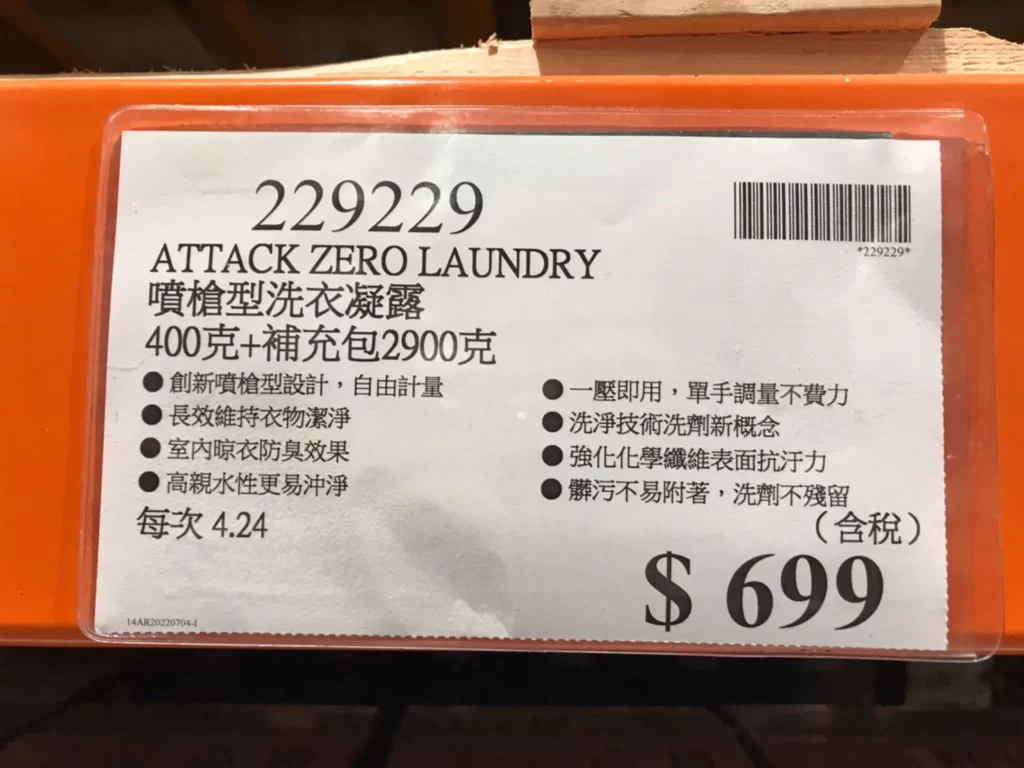 229229
*229229*
ATTACK ZERO LAUNDRY
噴槍型洗衣凝露
400克+補充包2900克
●創新噴槍型設計，自由計量
●長效維持衣物潔淨
●室內晾衣防臭效果
●高親水性更易沖淨
●一壓即用，單手調量不費力
●洗淨技術洗劑新概念
●強化化學纖維表面抗汙力
●髒污不易附著，洗劑不殘留
每次 4.24
（含稅）
$ 699
14AR20220704-1